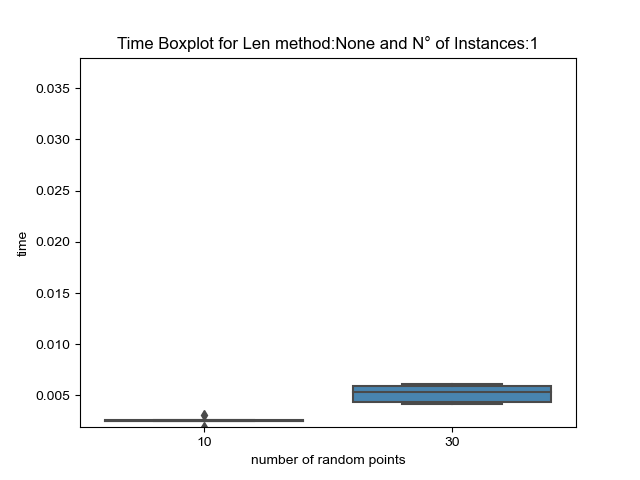 Time Boxplot for Len method:None and N° of Instances:1
0.035
0.030
0.025
0.020
0.015
0.010
0.005
time
10 30
number of random points